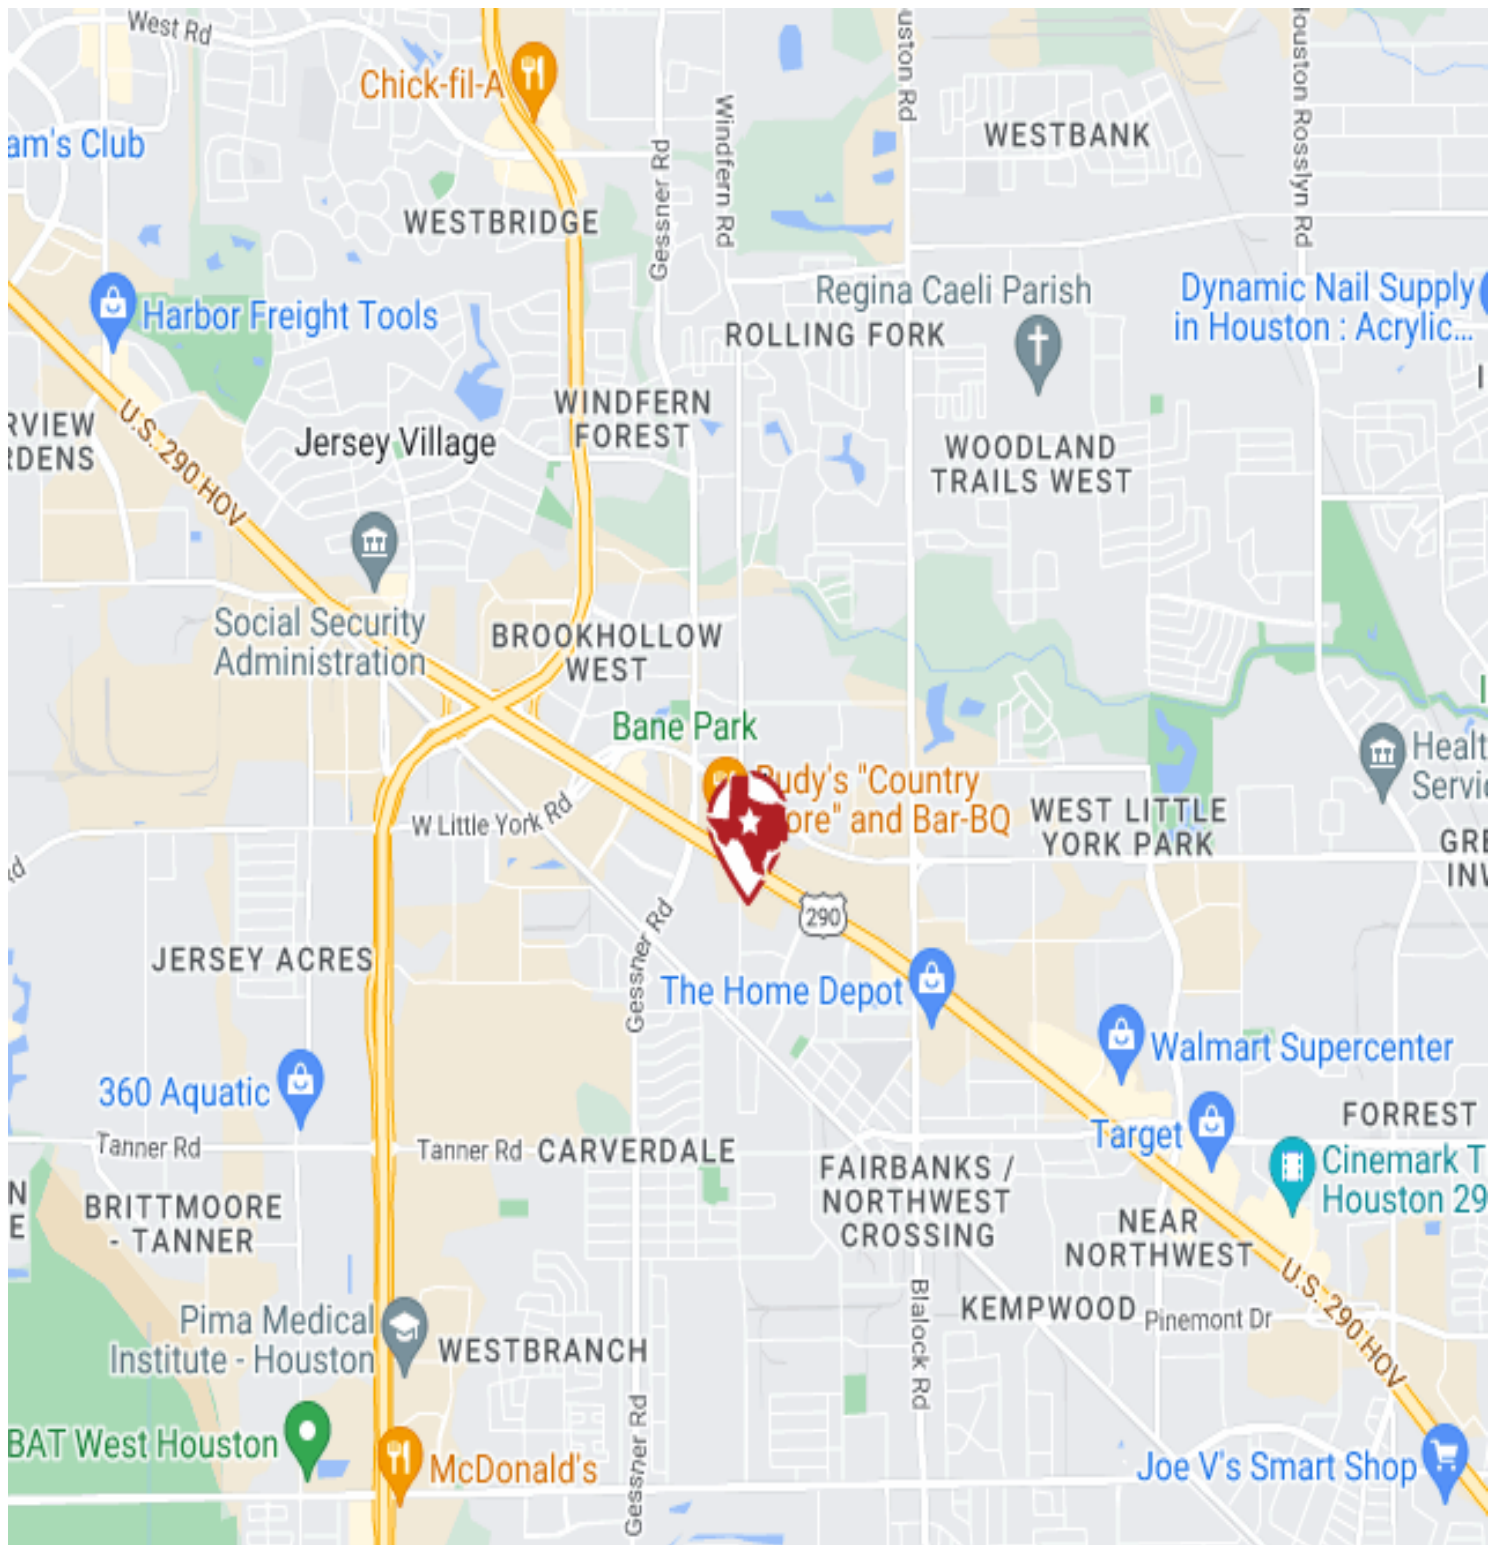 West Rd
Chick-fil-A
am's Club
Gessner Rd
Windfern Rd
uston Rd
WESTBANK
ouston Rosslyn Rd
WESTBRIDGE
Harbor Freight Tools
Regina Caeli Parish
ROLLING FORK
Dynamic Nail Supply
in Houston : Acrylic...
U.S. 290 HOV
RVIEW
RDENS
Jersey Village
WINDFERN
FOREST
WOODLAND
TRAILS WEST
Social Security
Administration
BROOKHOLLOW
WEST
Bane Park
Rudy's "Country
ore" and Bar-BQ
W Little York Rd
WEST LITTLE
YORK PARK
Healt
Servic
GRE
INW
Rd
290
JERSEY ACRES
Gessner Rd
The Home Depot
Walmart Supercenter
360 Aquatic
FORREST
Target
Tanner Rd
Tanner Rd
CARVERDALE
FAIRBANKS /
NORTHWEST
CROSSING
Cinemark T
Houston 29
N
E
BRITTMOORE
- TANNER
NEAR
NORTHWEST
U.S. 290 HOV
Blalock Rd
KEMPWOOD
Pinemont Dr
Pima Medical
Institute - Houston
WESTBRANCH
Gessner Rd
BAT West Houston
McDonald's
Joe V's Smart Shop